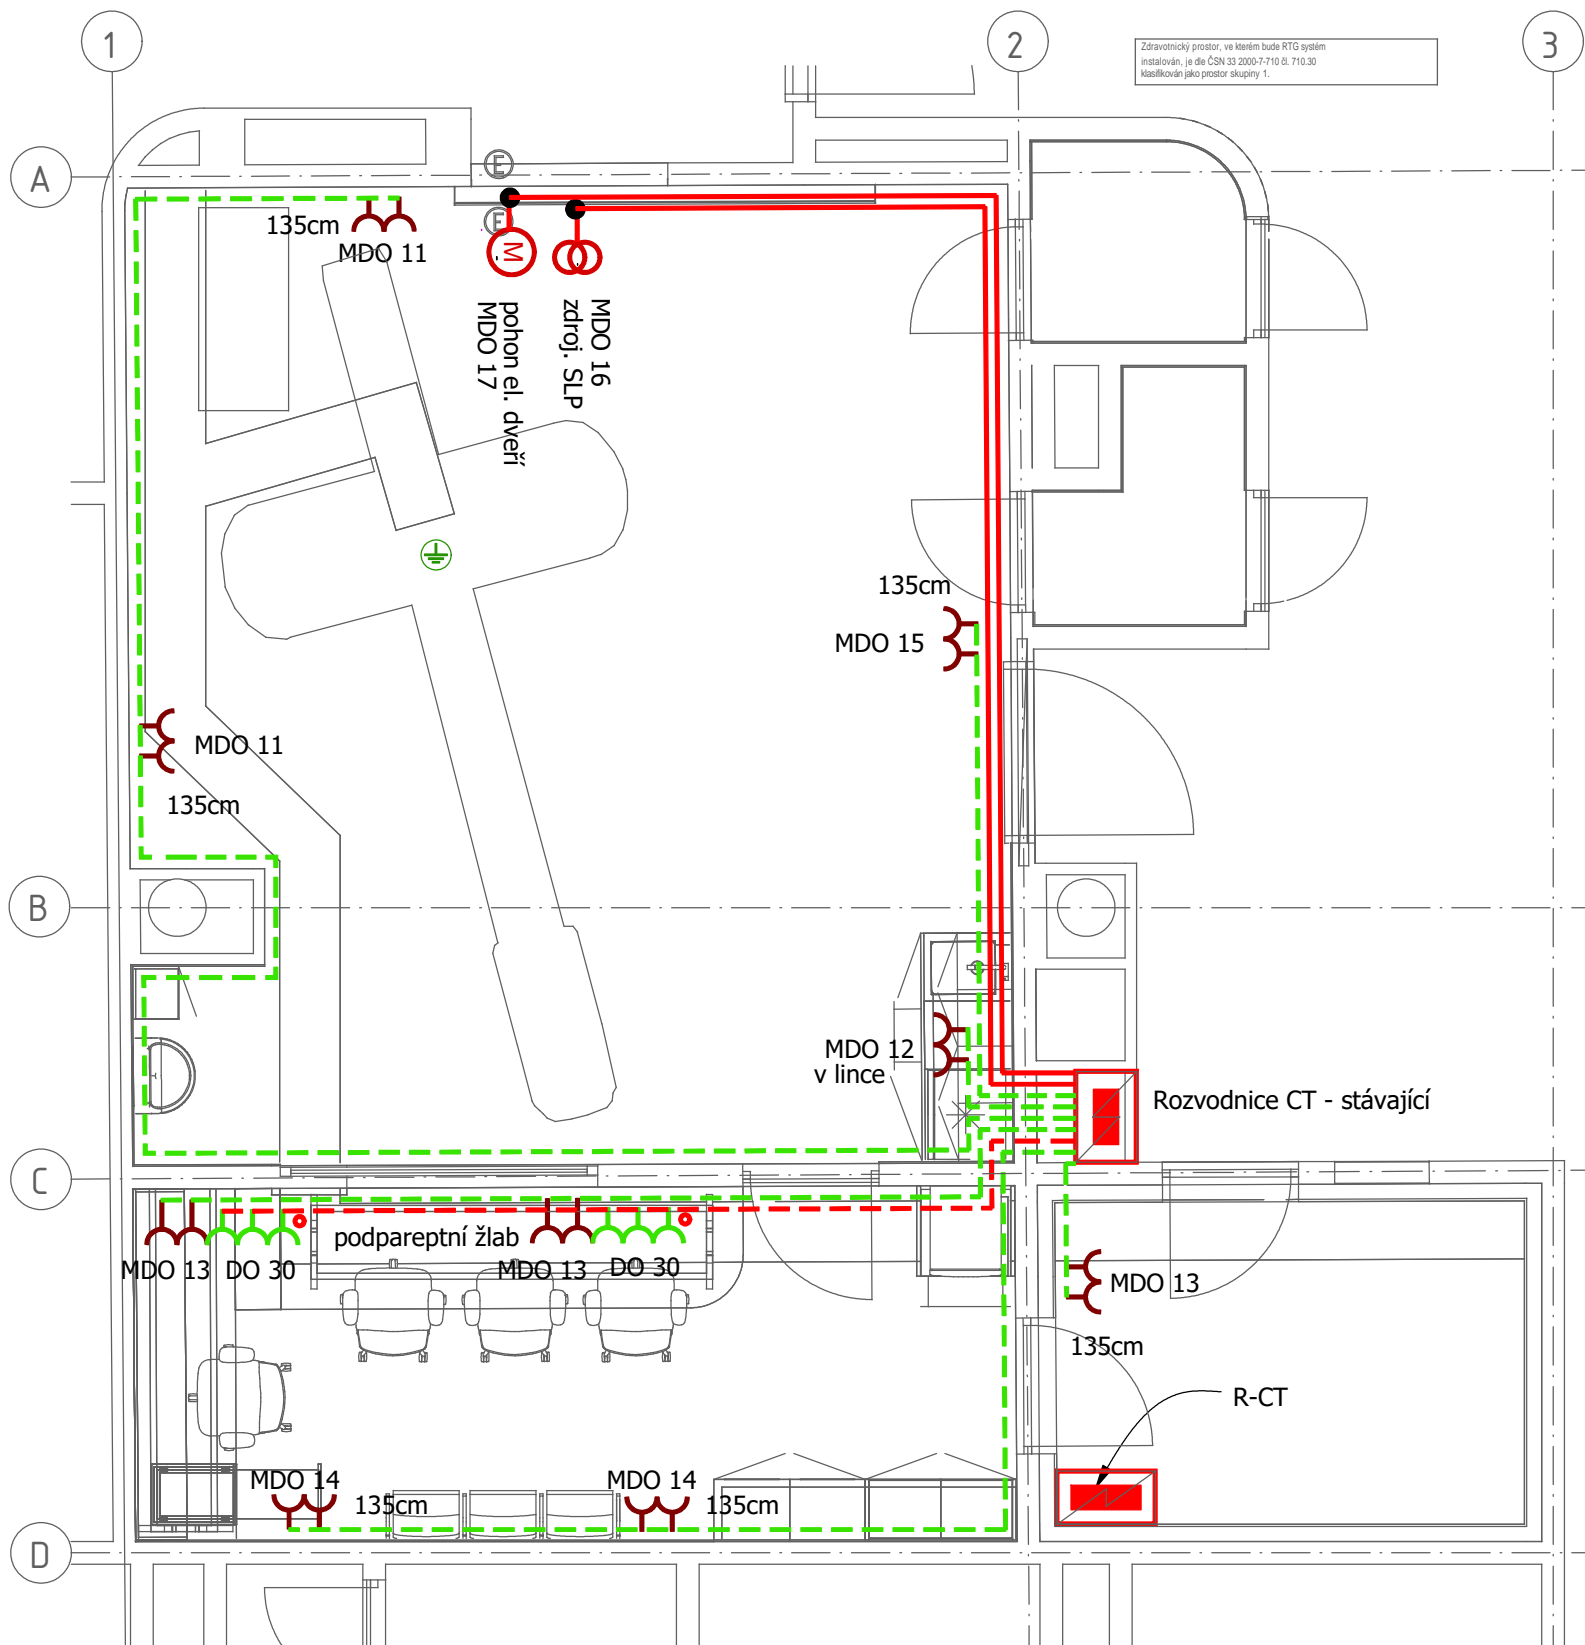 1
2
3
Zdravotnický prostor, ve kterém bude RTG systém
instalován, je dle ČSN 33 2000-7-710 čl. 710.30
klasifikován jako prostor skupiny 1.
A
E
E
135cm
MDO 11
M
pohon el. dveří
MDO 17
MDO 16
zdroj. SLP
135cm
MDO 15
MDO 11
135cm
B
MDO 12
v lince
Rozvodnice CT - stávající
C
podpareptní žlab
MDO 13
DO 30
MDO 13
DO 30
MDO 13
135cm
R-CT
MDO 14
135cm
MDO 14
135cm
D